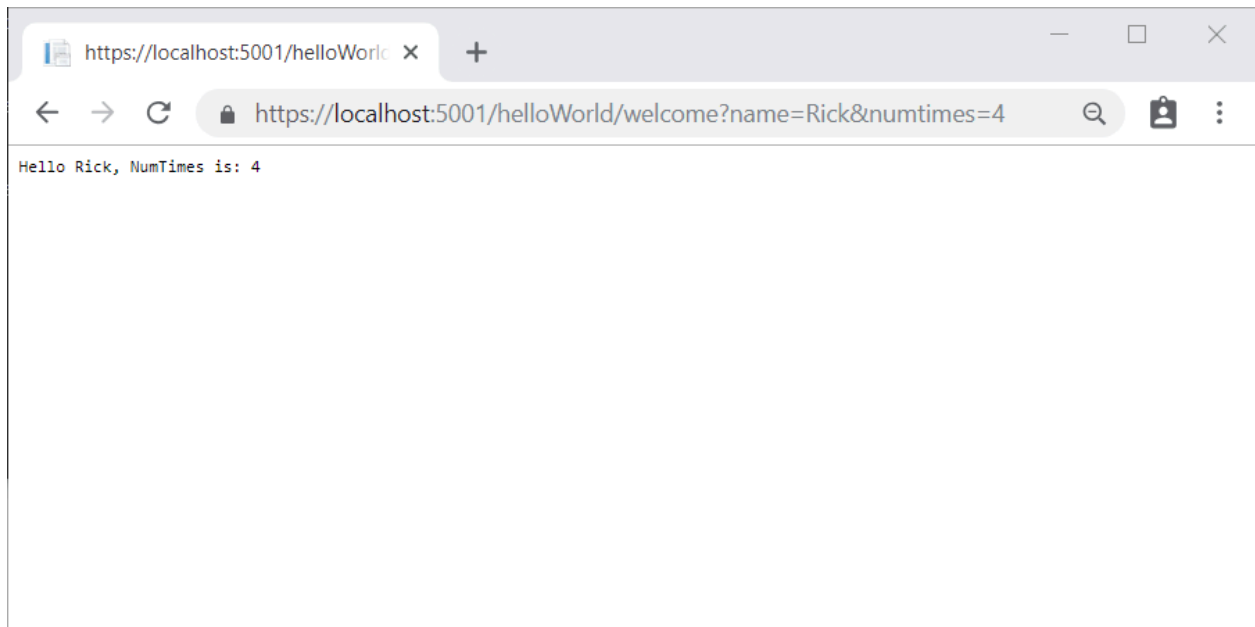 https://localhost:5001/helloWorl
https://localhost:5001/helloWorld/welcome?name=Rick&numtimes=4
Hello Rick, NumTimes is: 4